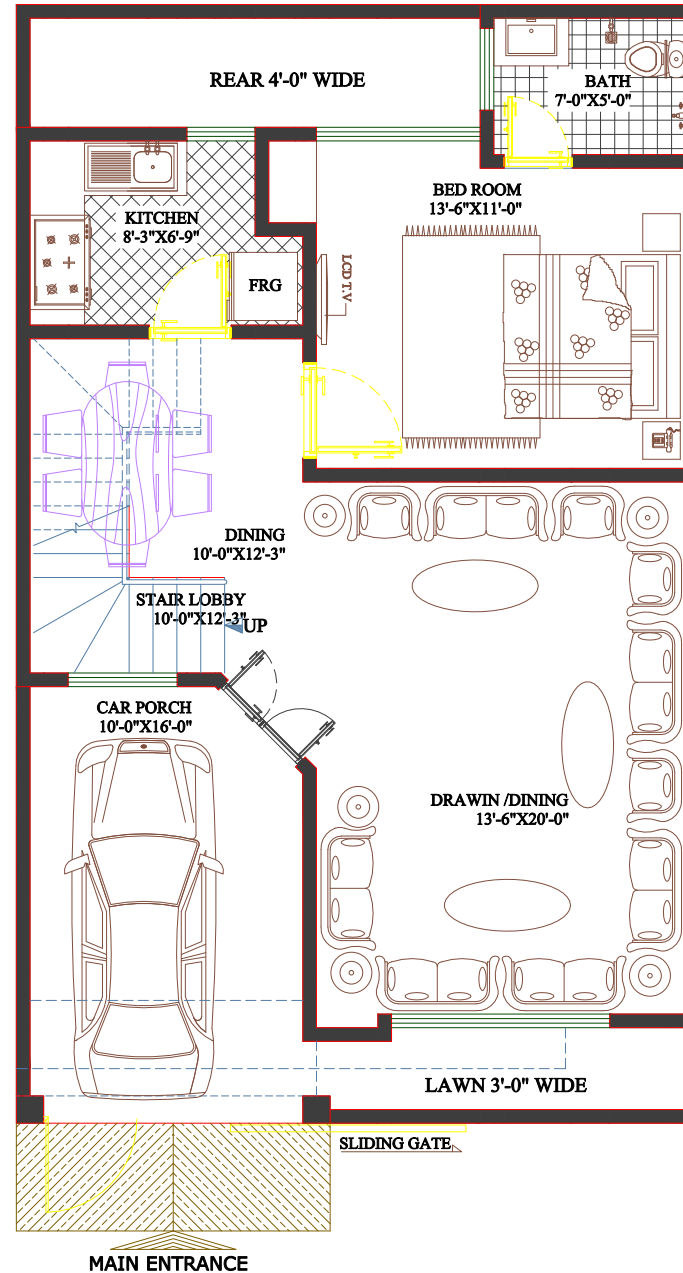 REAR 4'-0" WIDE
BATH
7'-0"X5'-0"
BED ROOM
13'-6"X11'-0"
KITCHEN
8'-3"X6'-9"
FRG
LCD T.V
DINING
10'-0"X12'-3"
STAIR LOBBY
10'-0"X12'-3"
UP
CAR PORCH
10'-0"X16'-0"
DRAWIN /DINING
13'-6"X20'-0"
LAWN 3'-0" WIDE
SLIDING GATE
MAIN ENTRANCE